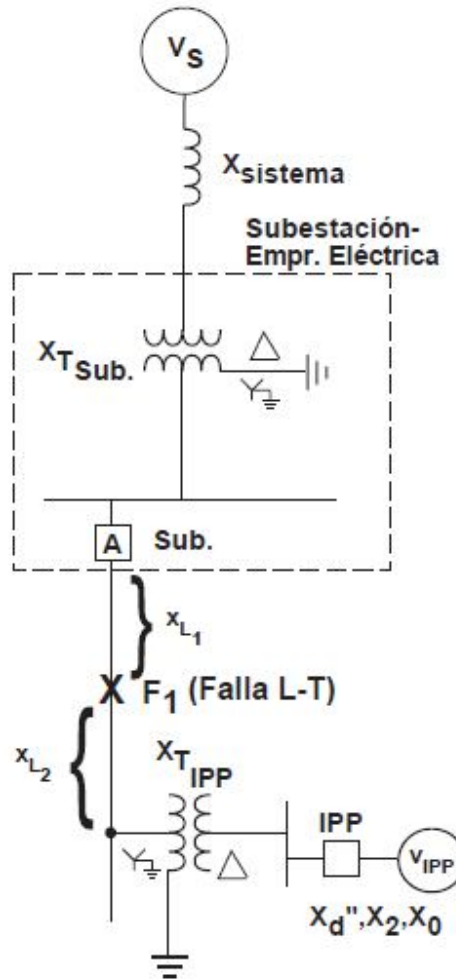 VS
Xsistema
Subestación-
Empr. Eléctrica
XTSub.
A Sub.
xL1
X F1 (Falla L-T)
xL2
XTIPP
IPP
VIPP
Xd", X2, X0